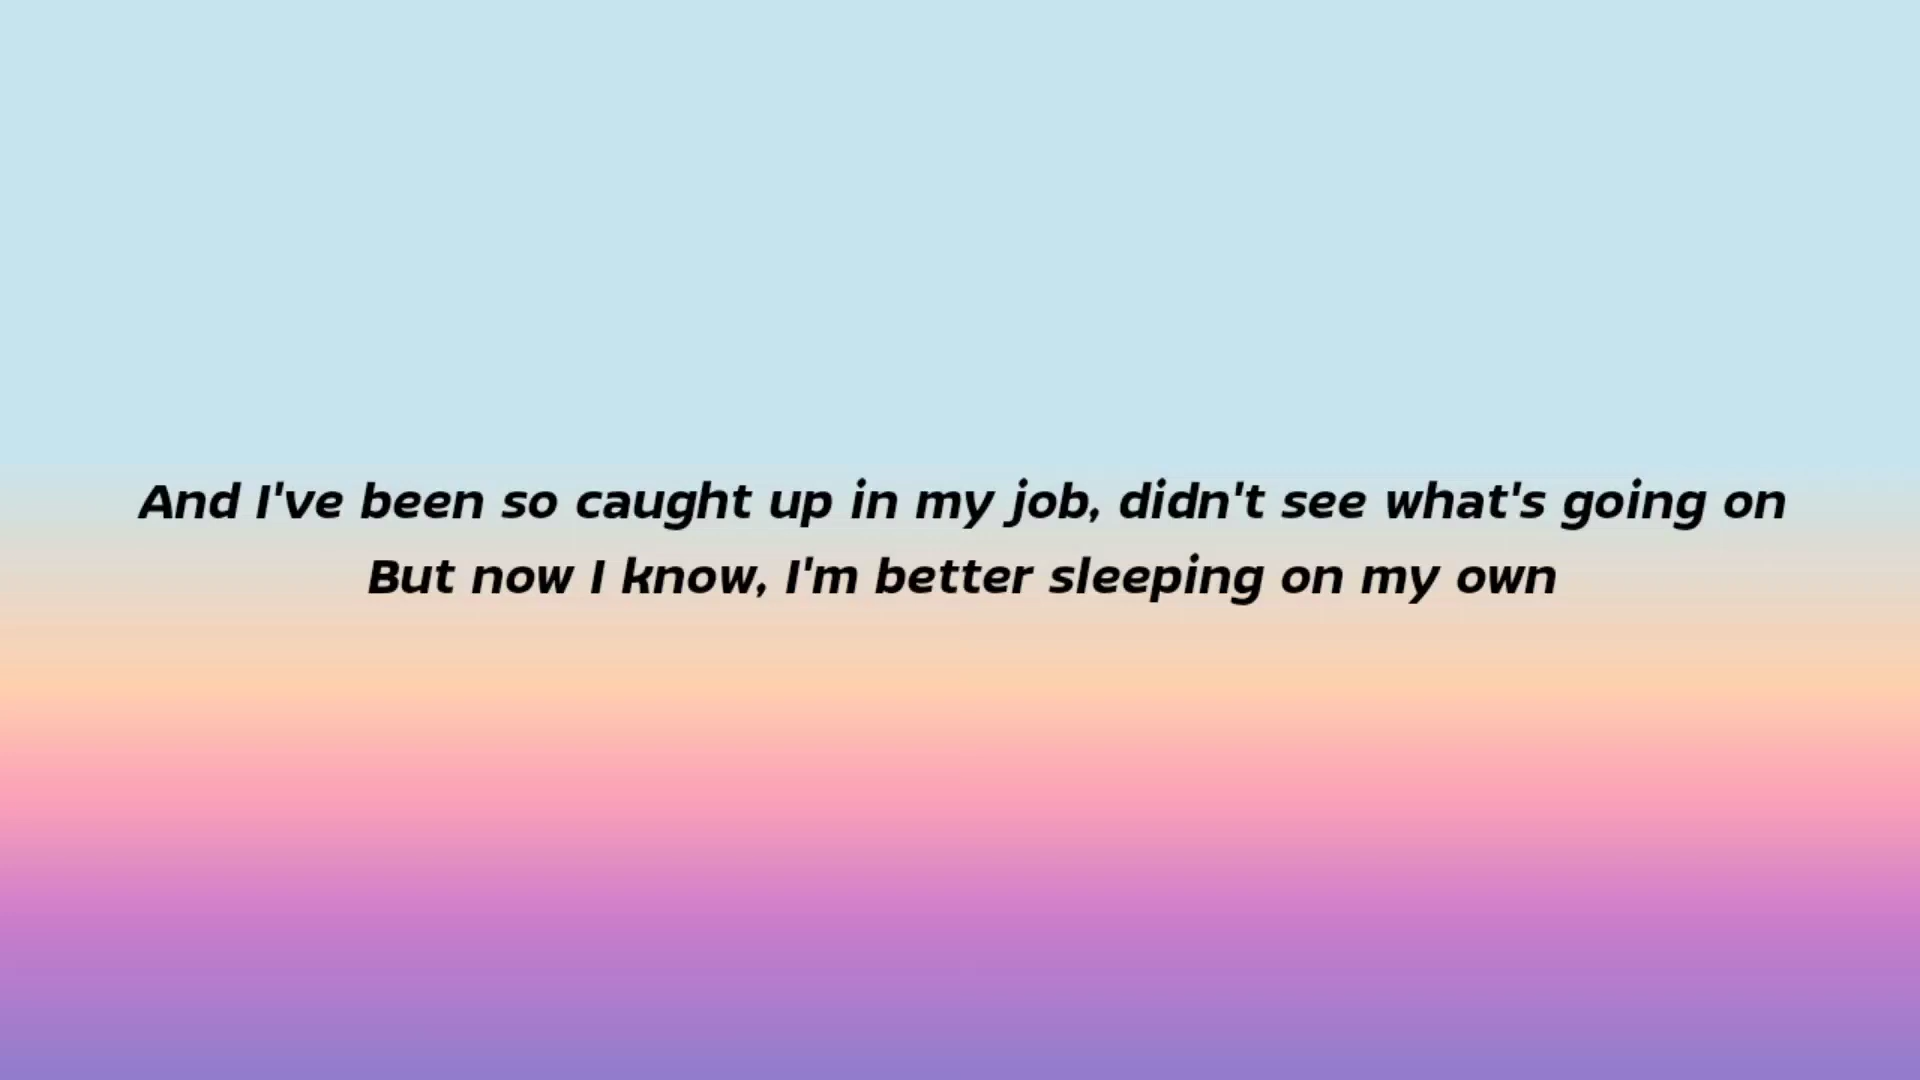 And I've been so caught up in my job, didn't see what's going on
But now I know, I'm better sleeping on my own